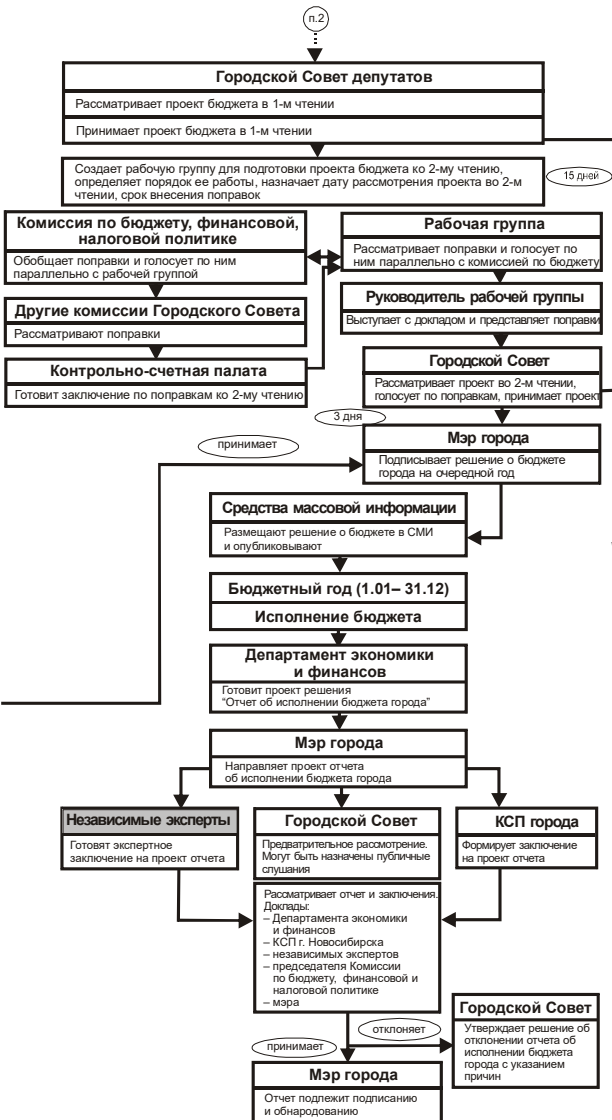 п.2
Городской Совет депутатов
Рассматривает проект бюджета в 1-м чтении
Принимает проект бюджета в 1-м чтении
Создает рабочую группу для подготовки проекта бюджета ко 2-му чтению,
определяет порядок ее работы, назначает дату рассмотрения проекта во 2-м
чтении, срок внесения поправок
15 дней
Комиссия по бюджету, финансовой,
налоговой политике
Обобщает поправки и голосует по ним
параллельно с рабочей группой
Другие комиссии Городского Совета
Рассматривают поправки
Контрольно-счетная палата
Готовит заключение по поправкам ко 2-му чтению
Рабочая группа
Рассматривает поправки и голосует по
ним параллельно с комиссией по бюджету
Руководитель рабочей группы
Выступает с докладом и представляет поправки
Городской Совет
Рассматривает проект во 2-м чтении,
голосует по поправкам, принимает проект
3 дня
принимает
Мэр города
Подписывает решение о бюджете
города на очередной год
Средства массовой информации
Размещают решение о бюджете в СМИ
и опубликовывают
Бюджетный год (1.01– 31.12)
Исполнение бюджета
Департамент экономики
и финансов
Готовит проект решения
“Отчет об исполнении бюджета города”
Мэр города
Направляет проект отчета
об исполнении бюджета города
Независимые эксперты
Готовят экспертное
заключение на проект отчета
Городской Совет
Предватрительное рассмотрение.
Могут быть назначены публичные
слушания
КСП города
Формирует заключение
на проект отчета
Рассматривает отчет и заключения.
Доклады:
– Департамента экономики
и финансов
– КСП г. Новосибирска
– независимых экспертов
– председателя Комиссии
по бюджету, финансовой и
налоговой политике
– мэра
отклоняет
принимает
Городской Совет
Утверждает решение об
отклонении отчета об
исполнении бюджета
города с указанием
причин
Мэр города
Отчет подлежит подписанию
и обнародованию